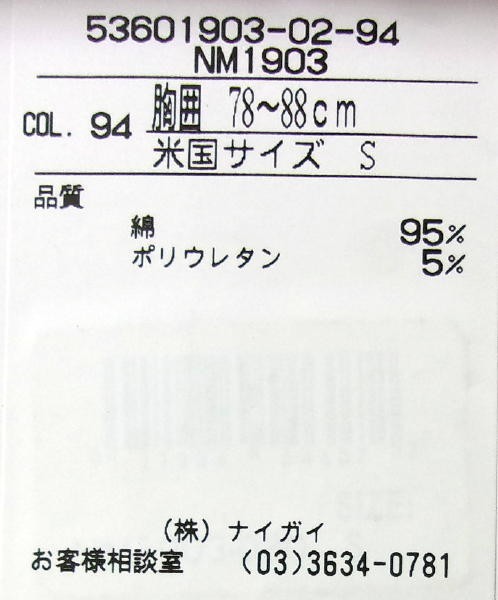 53601903-02-94
NM1903
COL. 94 胸囲 78～88cm
米国サイズ S
品質
綿 95%
ポリウレタン 5%
(株) ナイガイ
お客様相談室 (03)3634-0781